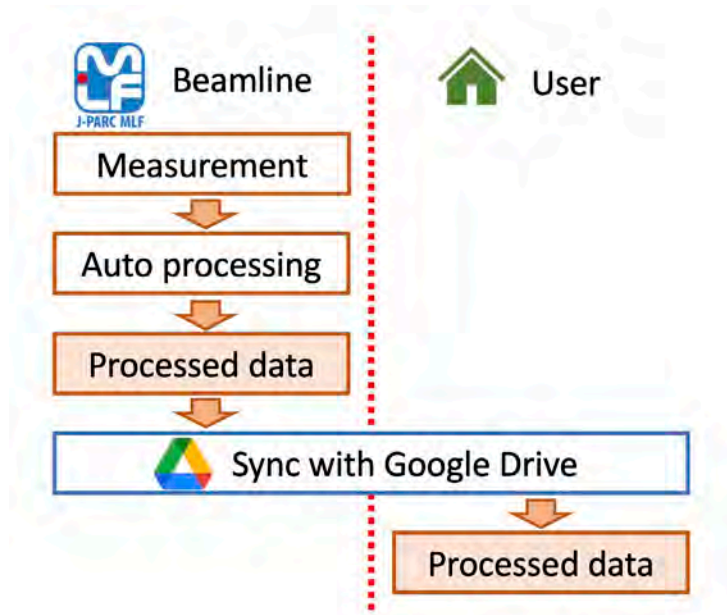 MLF
J-PARC MLF
Beamline
User
Measurement
Auto processing
Processed data
Sync with Google Drive
Processed data